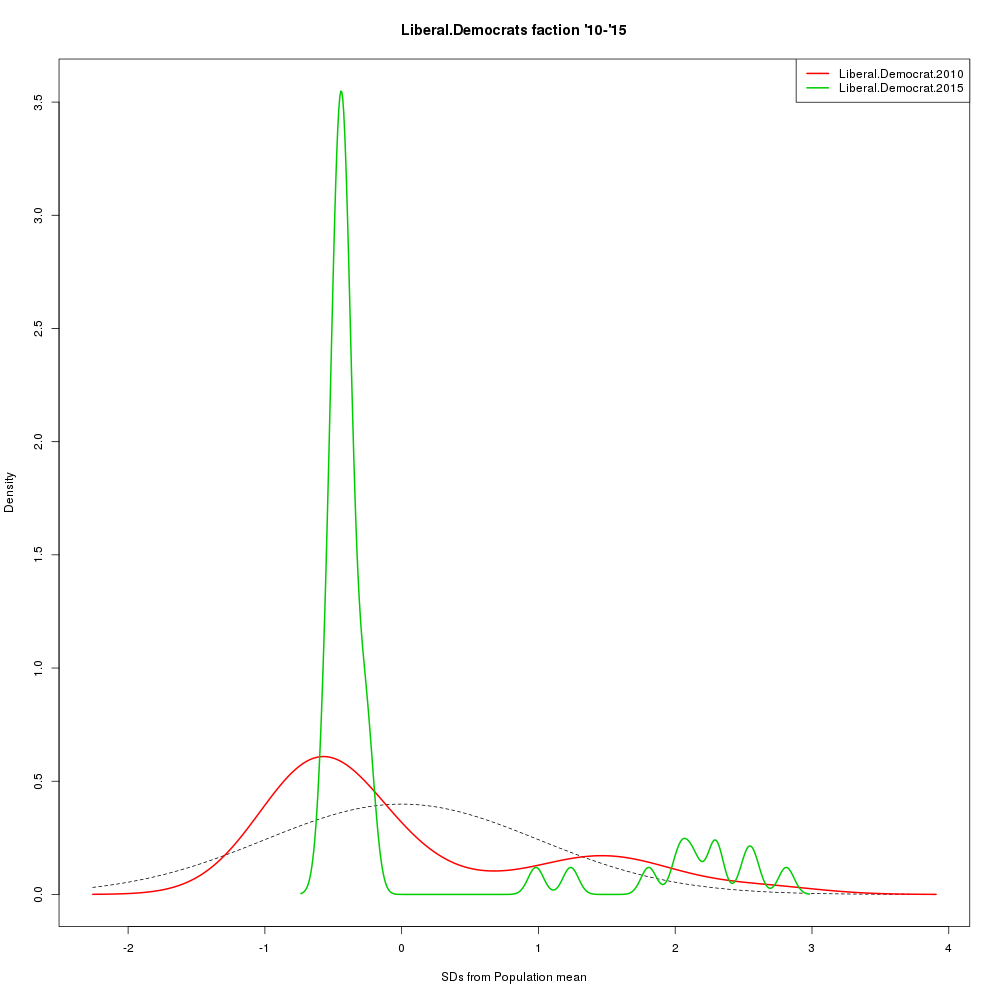 Liberal.Democrats faction '10-'15
Liberal.Democrat.2010
Liberal.Democrat.2015
Density
3.5
3.0
2.5
2.0
1.5
1.0
0.5
0.0
-2 -1 0 1 2 3 4
SDs from Population mean